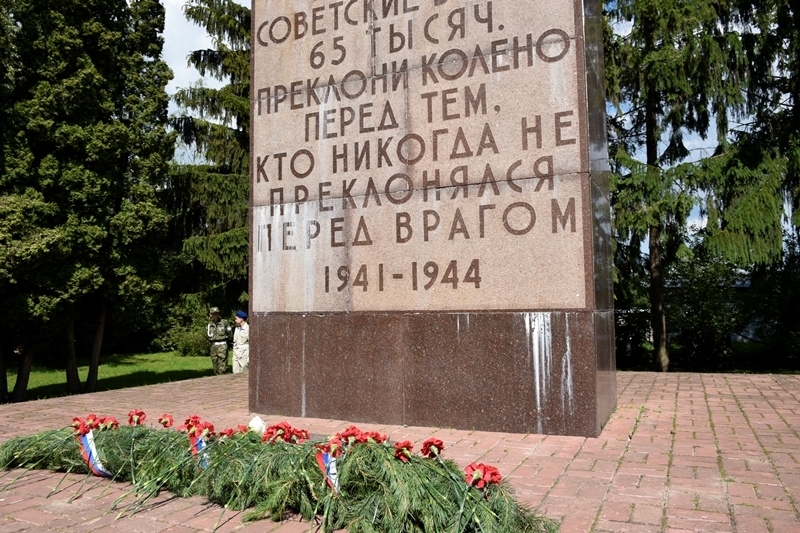 СОВЕТСКИЕ
65 ТЫСЯЧ.
ПРЕКЛОНИ КОЛЕНО
ПЕРЕД ТЕМ,
КТО НИКОГДА НЕ
ПРЕКЛОНЯЛСЯ
ПЕРЕД ВРАГОМ
1941-1944